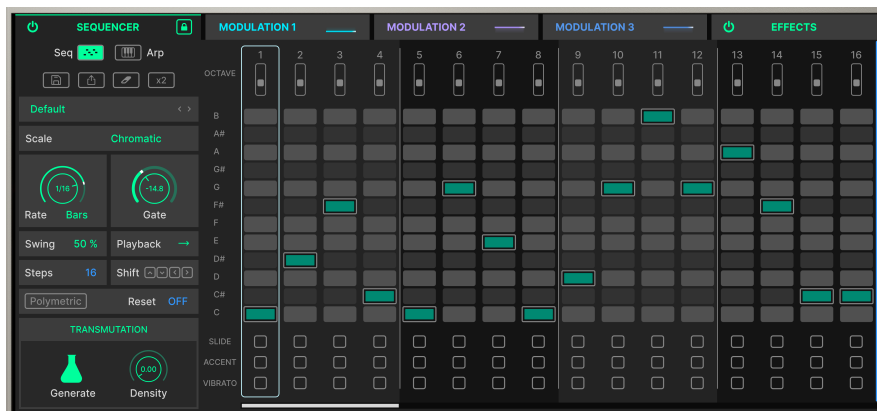 SEQUENCER
MODULATION 1
MODULATION 2
MODULATION 3
EFFECTS
Seq Arp
x2
Default < >
Scale Chromatic
1/16
-14.8
Rate Bars
Gate
Swing 50 %
Playback →
Steps 16
Shift
Polymetric
Reset OFF
TRANSMUTATION
0.00
Generate
Density
1 2 3 4 5 6 7 8 9 10 11 12 13 14 15 16
OCTAVE
B
A#
A
G#
G
F#
F
E
D#
D
C#
C
SLIDE
ACCENT
VIBRATO